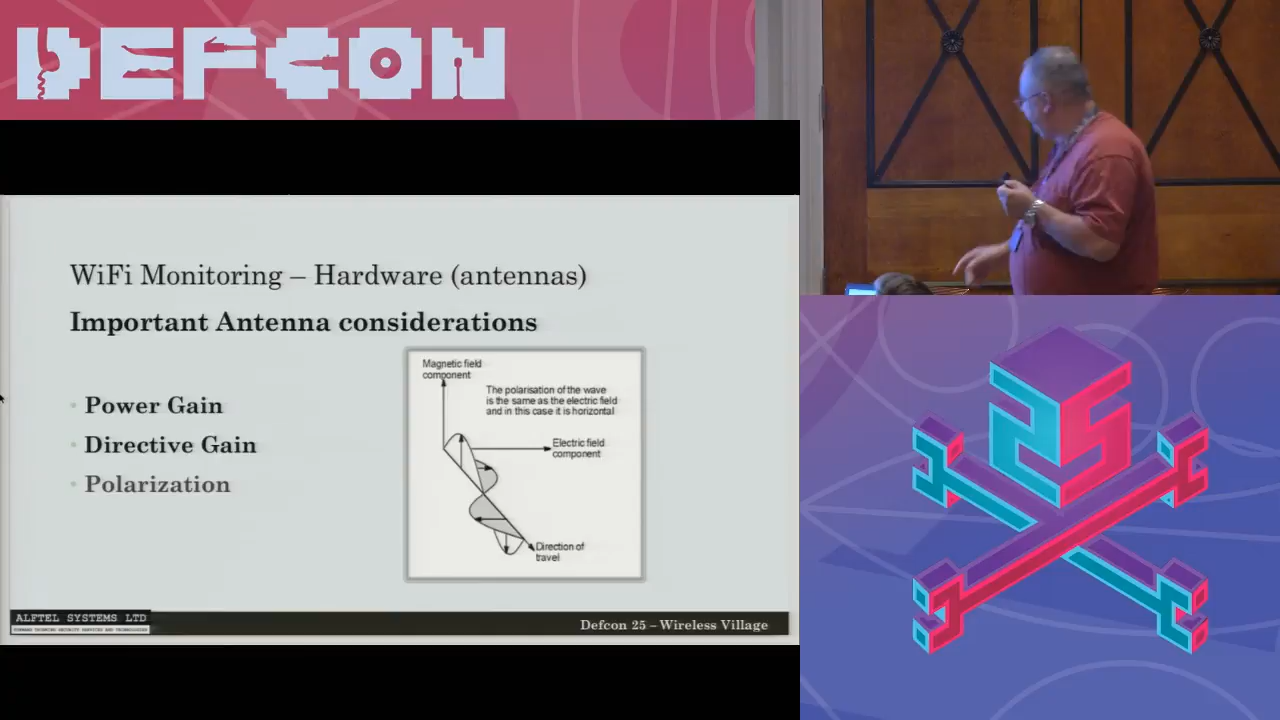 DEFCON
WiFi Monitoring – Hardware (antennas)
Important Antenna considerations
• Power Gain
• Directive Gain
• Polarization
Magnetic field
component
The polarisation of the wave
is the same as the electric field
and in this case it is horizontal
Electric field
component
Direction of
travel
ALFTEL SYSTEMS LTD
Defcon 25 – Wireless Village
25